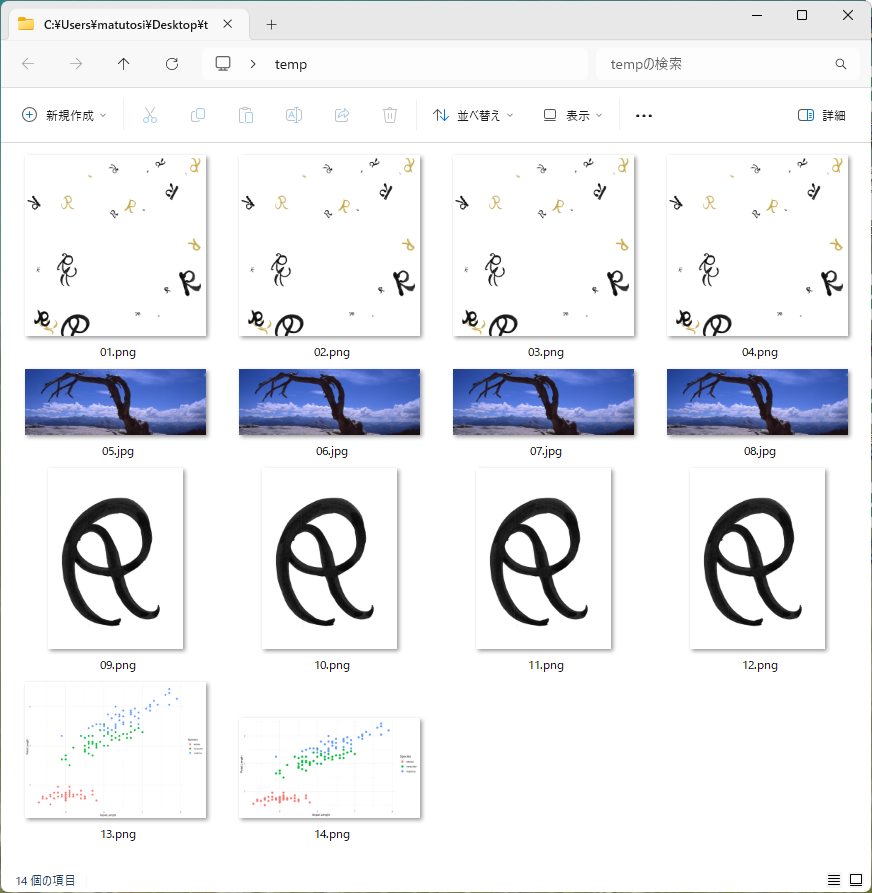 C:¥Users¥matutosi¥Desktop¥t
temp
tempの検索
新規作成
並べ替え
表示
詳細
01.png
02.png
03.png
04.png
05.jpg
06.jpg
07.jpg
08.jpg
09.png
10.png
11.png
12.png
13.png
14.png
14 個の項目